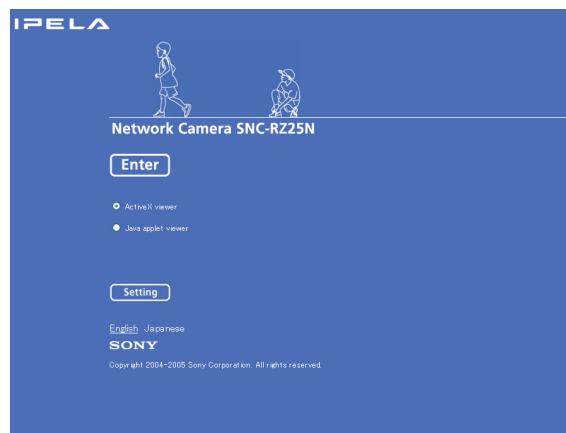 IPELA
Network Camera SNC-RZ25N
Enter
ActiveX viewer
Java applet viewer
Setting
English Japanese
SONY
Copyright 2004-2005 Sony Corporation. All rights reserved.